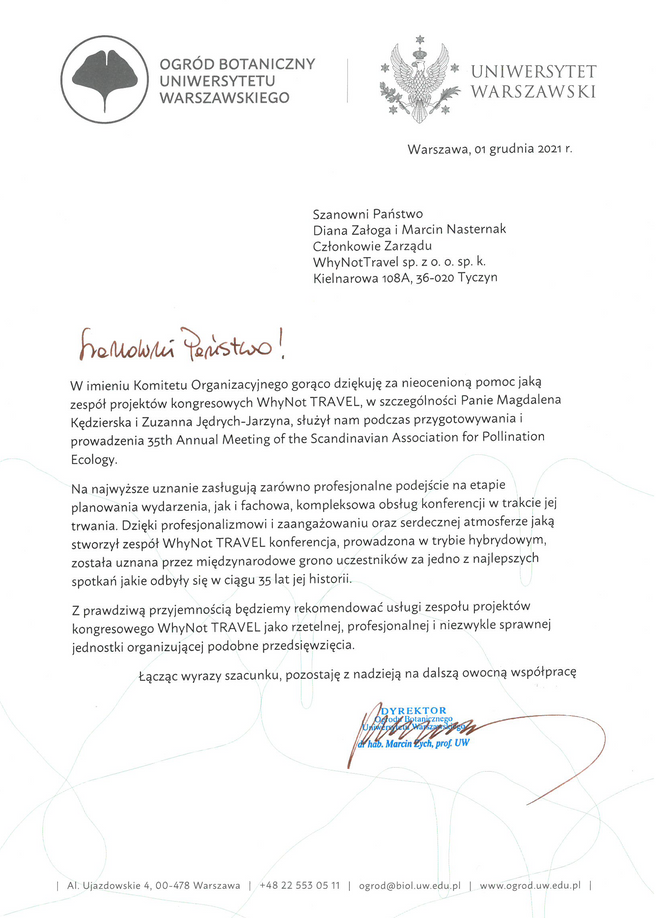 OGRÓD BOTANICZNY
UNIWERSYTETU
WARSZAWSKIEGO
UNIWERSYTET
WARSZAWSKI
Warszawa, 01 grudnia 2021 r.
Szanowni Państwo
Diana Załoga i Marcin Nasternak
Członkowie Zarządu
WhyNotTravel sp. z o. o. sp. k.
Kielnarowa 108A, 36-020 Tyczyn
Szanowni Państwo!
W imieniu Komitetu Organizacyjnego gorąco dziękuję za nieocenioną pomoc jaką
zespół projektów kongresowych WhyNot TRAVEL, w szczególności Panie Magdalena
Kędzierska i Zuzanna Jędrych-Jarzyna, służył nam podczas przygotowywania i
prowadzenia 35th Annual Meeting of the Scandinavian Association for Pollination
Ecology.
Na najwyższe uznanie zasługują zarówno profesjonalne podejście na etapie
planowania wydarzenia, jak i fachowa, kompleksowa obsług konferencji w trakcie jej
trwania. Dzięki profesjonalizmowi i zaangażowaniu oraz serdecznej atmosferze jaką
stworzył zespół WhyNot TRAVEL konferencja, prowadzona w trybie hybrydowym,
została uznana przez międzynarodowe grono uczestników za jedno z najlepszych
spotkań jakie odbyły się w ciągu 35 lat jej historii.
Z prawdziwą przyjemnością będziemy rekomendować usługi zespołu projektów
kongresowego WhyNot TRAVEL jako rzetelnej, profesjonalnej i niezwykle sprawnej
jednostki organizującej podobne przedsięwzięcia.
Łącząc wyrazy szacunku, pozostaję z nadzieją na dalszą owocną współpracę
DYREKTOR
Ogrodu Botanicznego
Uniwersytetu Warszawskiego
dr hab. Marcin Zych, prof. UW
| Al. Ujazdowskie 4, 00-478 Warszawa | +48 22 553 05 11 | ogrod@biol.uw.edu.pl | www.ogrod.uw.edu.pl |